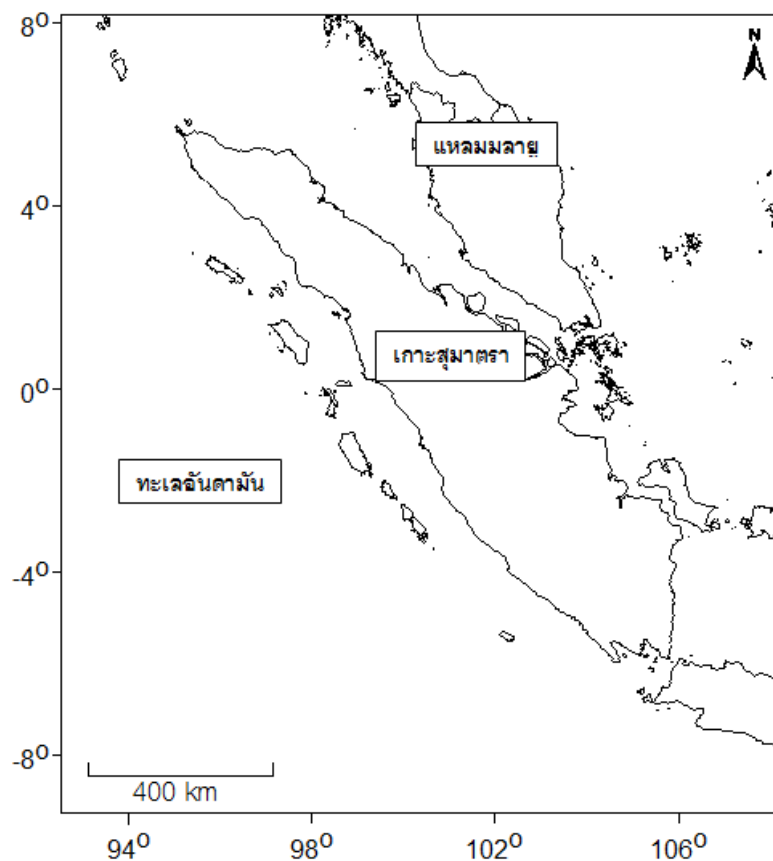 8⁰
N
แหลมมลายู
4⁰
เกาะสุมาตรา
0⁰
ทะเลอันดามัน
-4⁰
-8⁰
400 km
94⁰ 98⁰ 102⁰ 106⁰